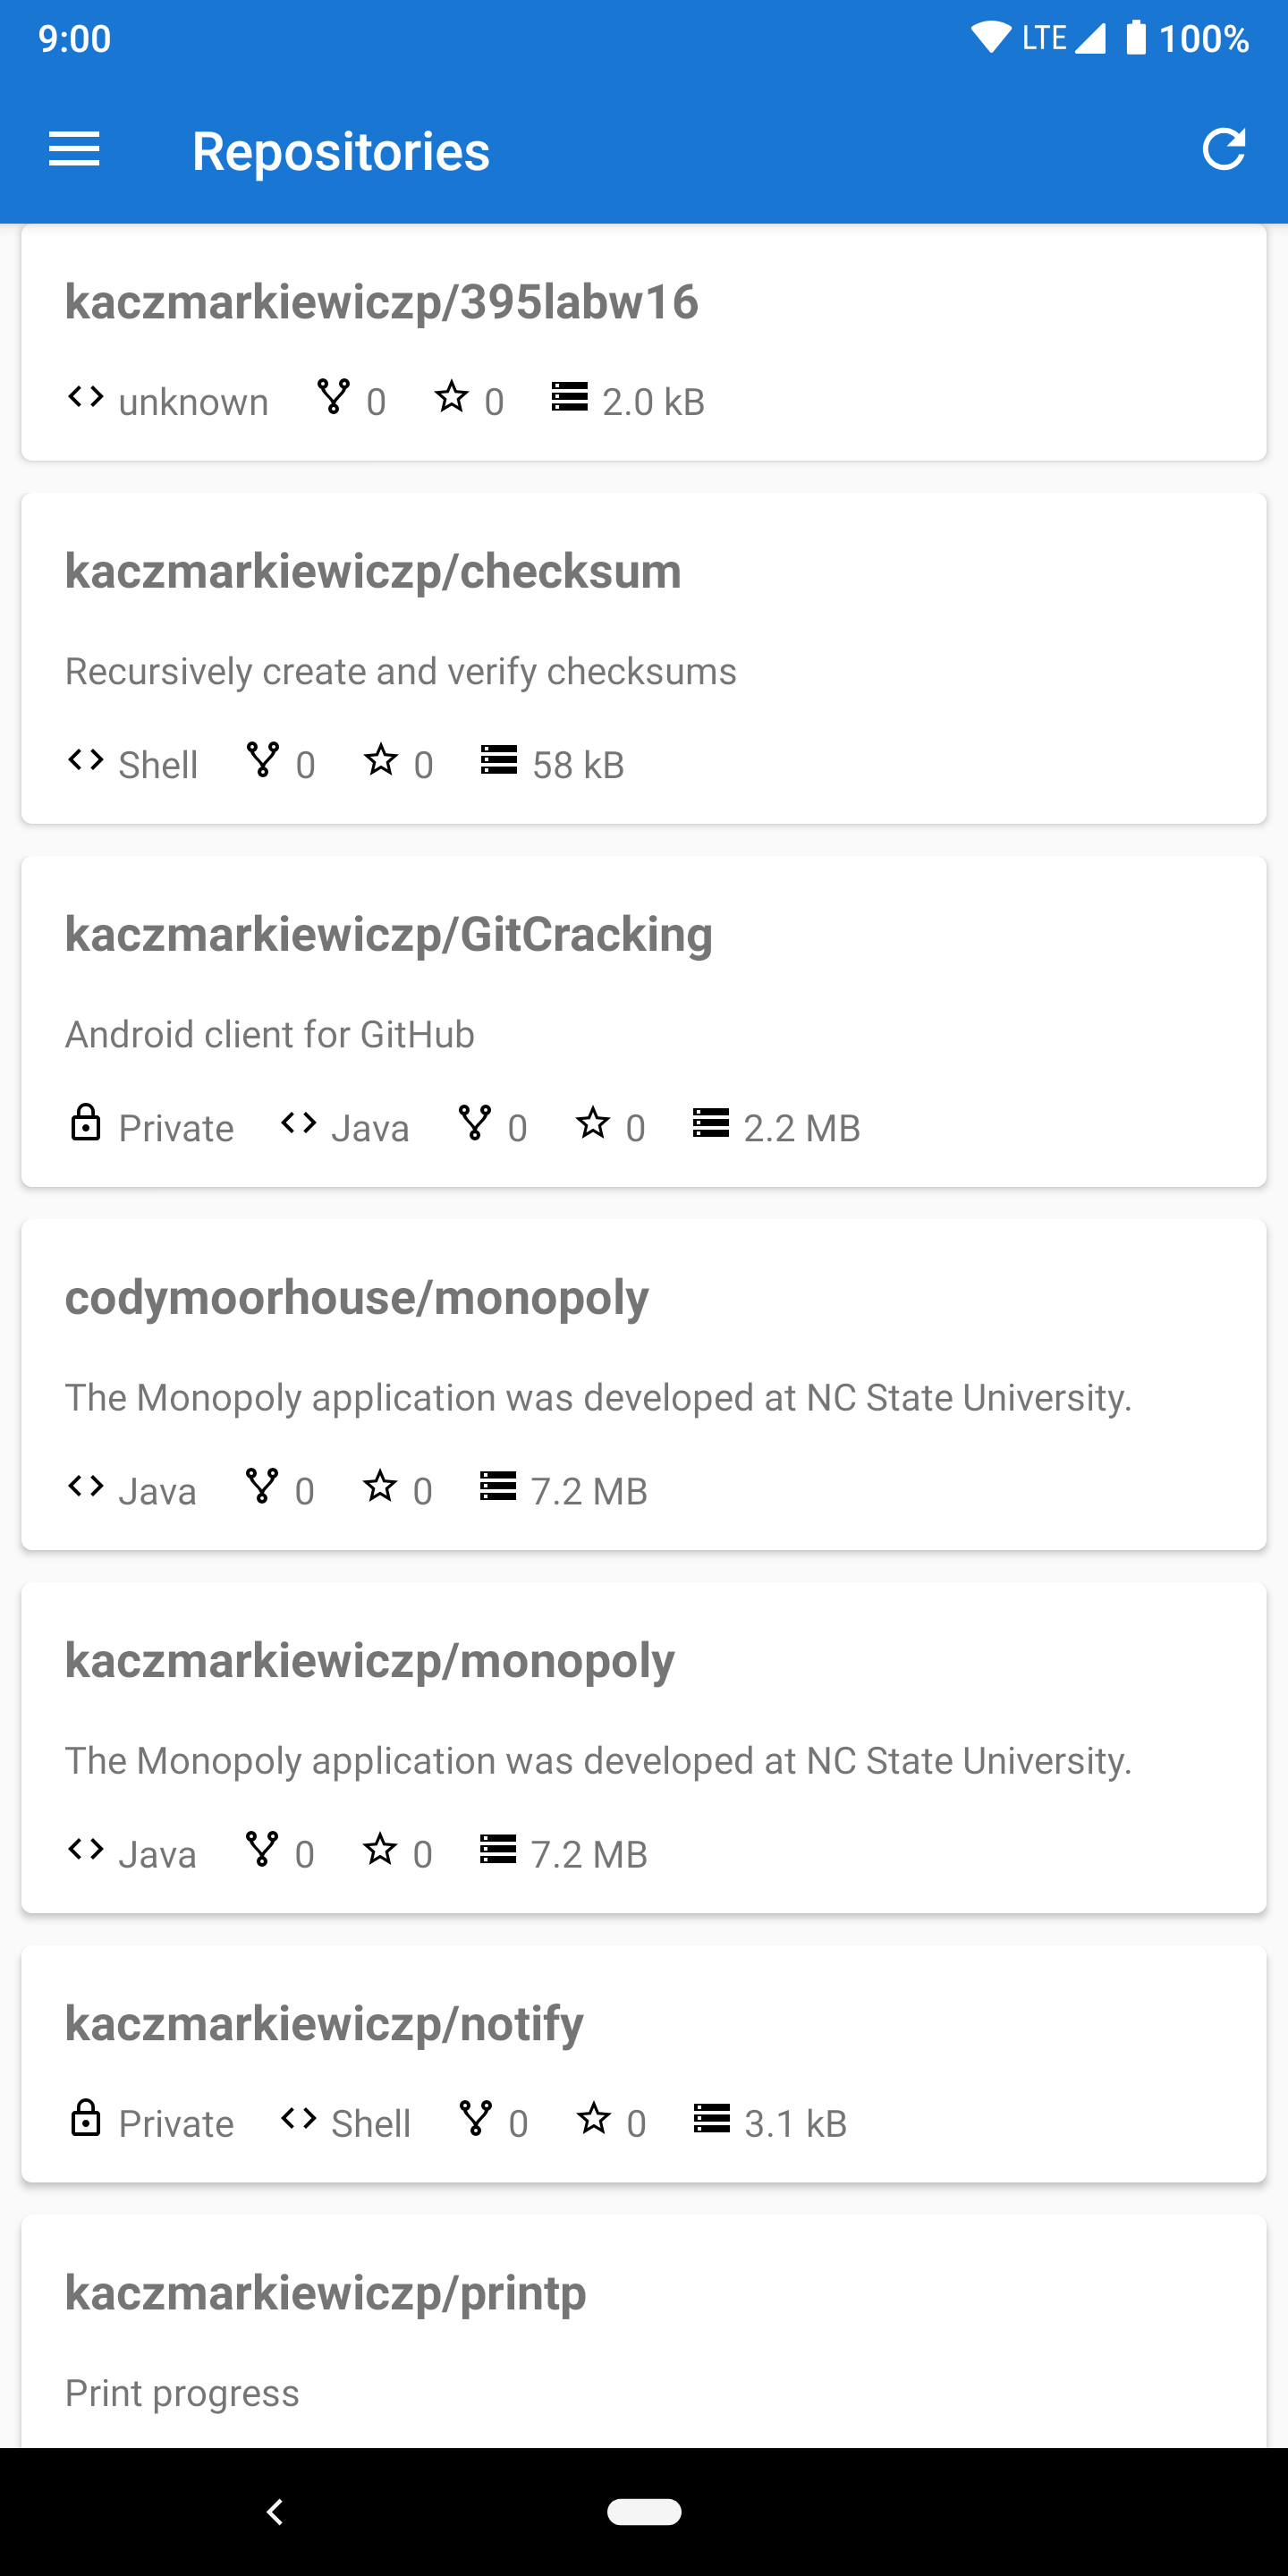 9:00 LTE 100%
Repositories
kaczmarkiewiczp/395labw16
unknown 0 0 2.0 kB
kaczmarkiewiczp/checksum
Recursively create and verify checksums
Shell 0 0 58 kB
kaczmarkiewiczp/GitCracking
Android client for GitHub
Private Java 0 0 2.2 MB
codymoorhouse/monopoly
The Monopoly application was developed at NC State University.
Java 0 0 7.2 MB
kaczmarkiewiczp/monopoly
The Monopoly application was developed at NC State University.
Java 0 0 7.2 MB
kaczmarkiewiczp/notify
Private Shell 0 0 3.1 kB
kaczmarkiewiczp/printp
Print progress